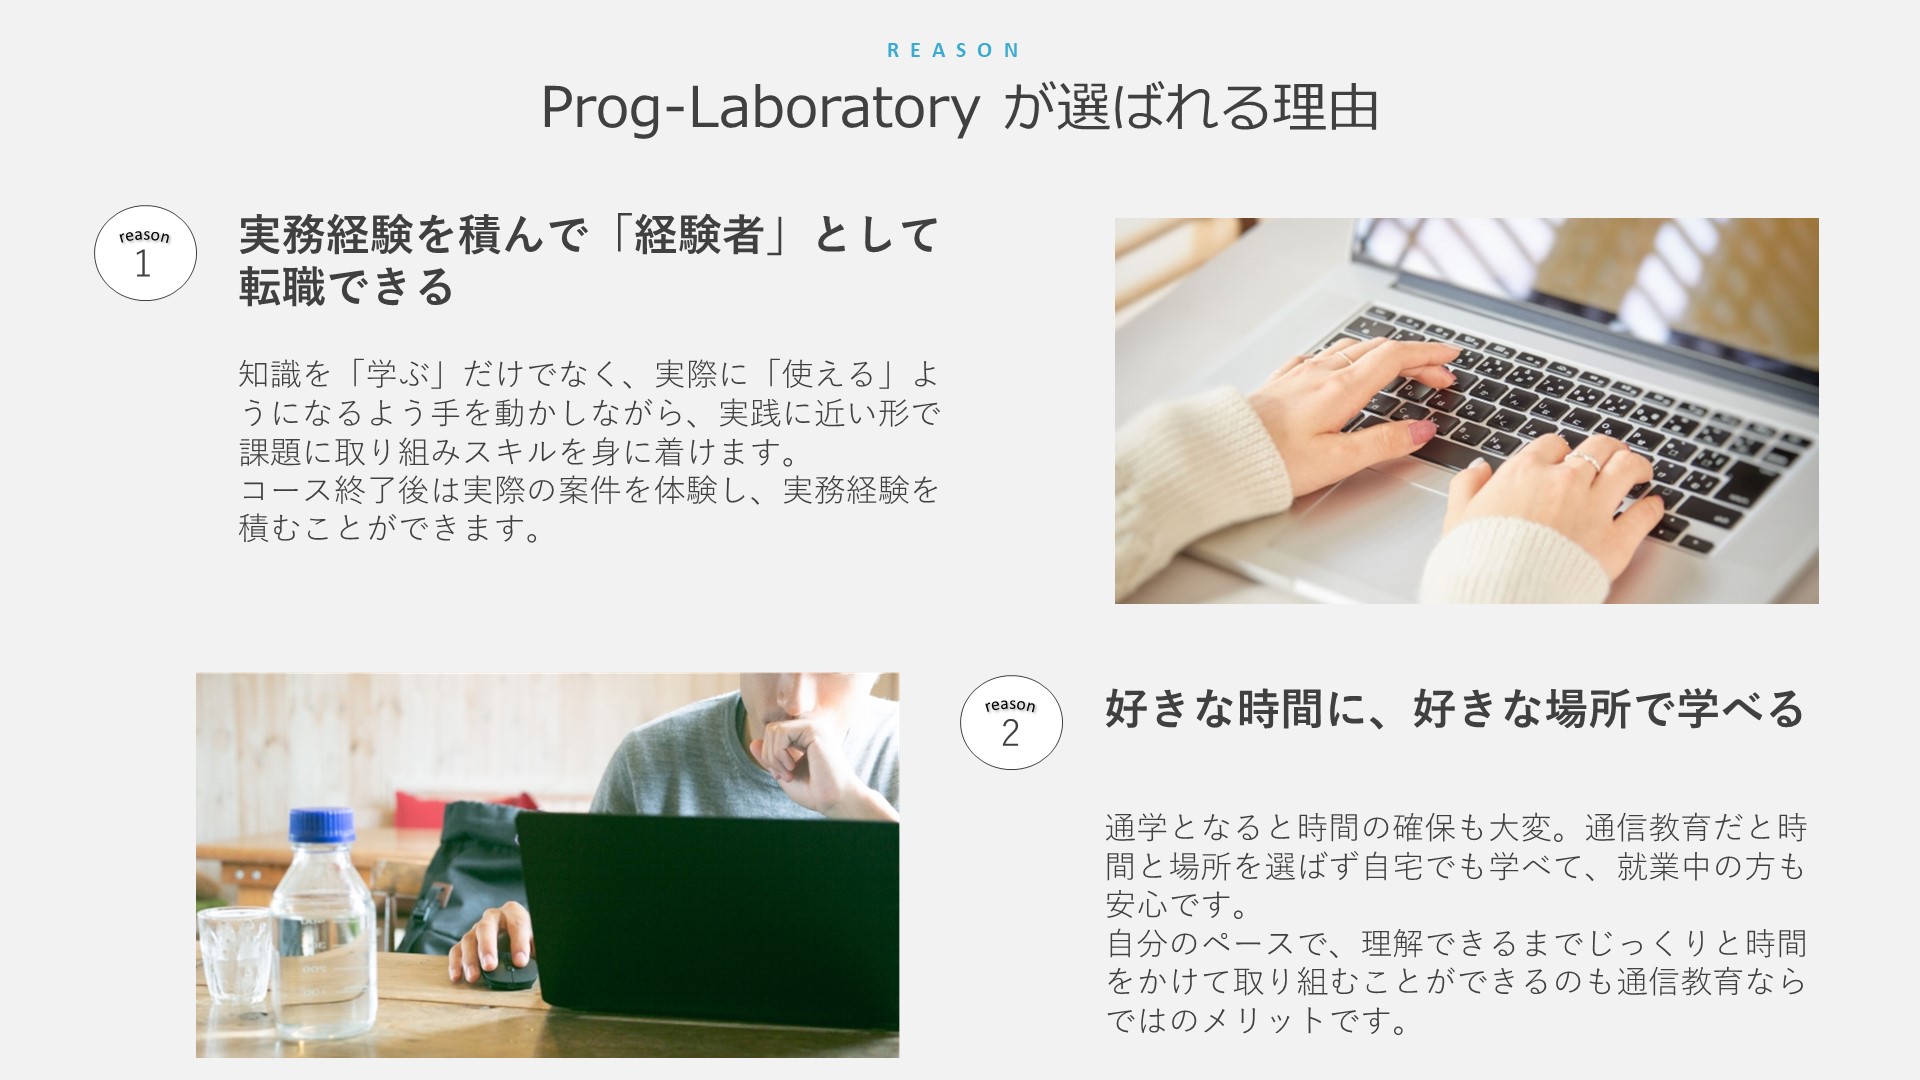 REASON
Prog-Laboratory が選ばれる理由
reason
1
実務経験を積んで「経験者」として
転職できる
知識を「学ぶ」だけでなく、実際に「使える」よ
うになるよう手を動かしながら、実践に近い形で
課題に取り組みスキルを身に着けます。
コース終了後は実際の案件を体験し、実務経験を
積むことができます。
reason
2
好きな時間に、好きな場所で学べる
通学となると時間の確保も大変。通信教育だと時
間と場所を選ばず自宅でも学べて、就業中の方も
安心です。
自分のペースで、理解できるまでじっくりと時間
をかけて取り組むことができるのも通信教育なら
ではのメリットです。